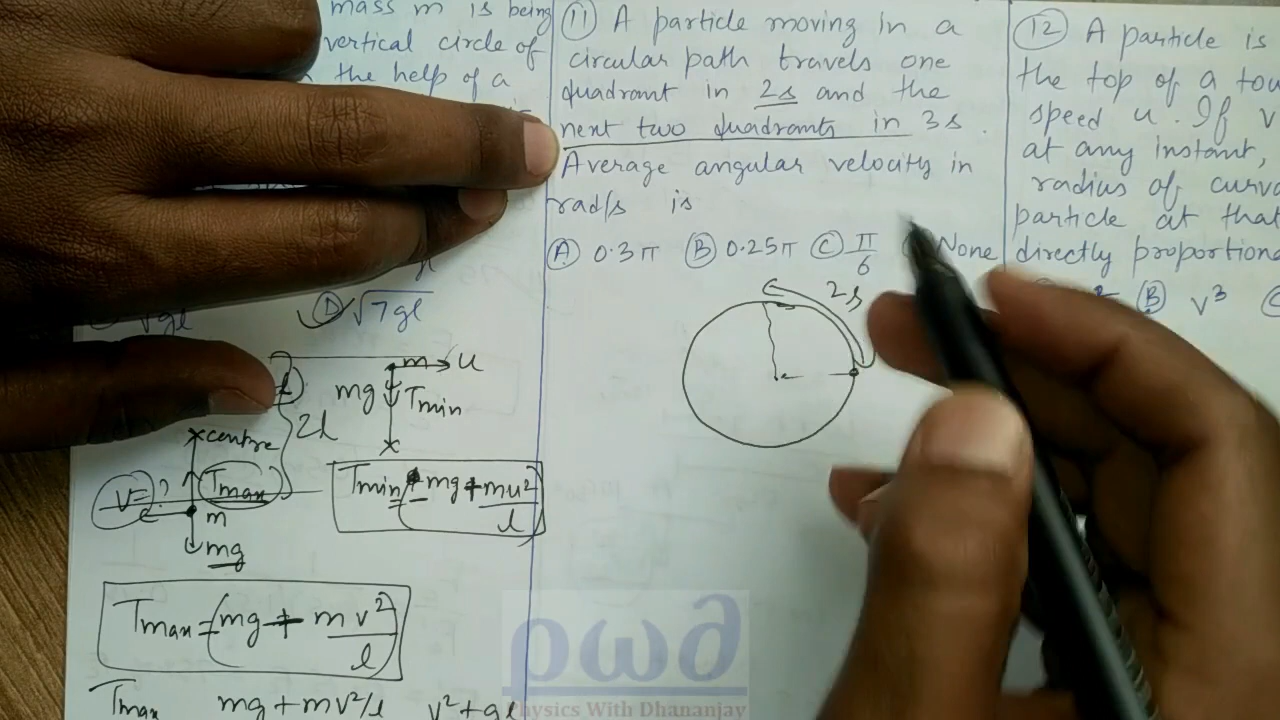 mass m is being
vertical circle of
the help of a
D √7gl
m u
mg Tmin
2l
centre
V=? Tmax
m
mg
Tmin = mg + mu²/l
Tmax = mg + mv²/l
Tmax mg+mv²/l v²+gl
11 A particle moving in a
circular path travels one
quadrant in 2s and the
next two quadrants in 3s.
Average angular velocity in
rad/s is
A 0.3π B 0.25π C π/6 None
2s
12 A particle is
the top of a
speed u. If v
at any instant,
radius of
particle at that
directly
B v³
ρωd
Physics With Dhananjay